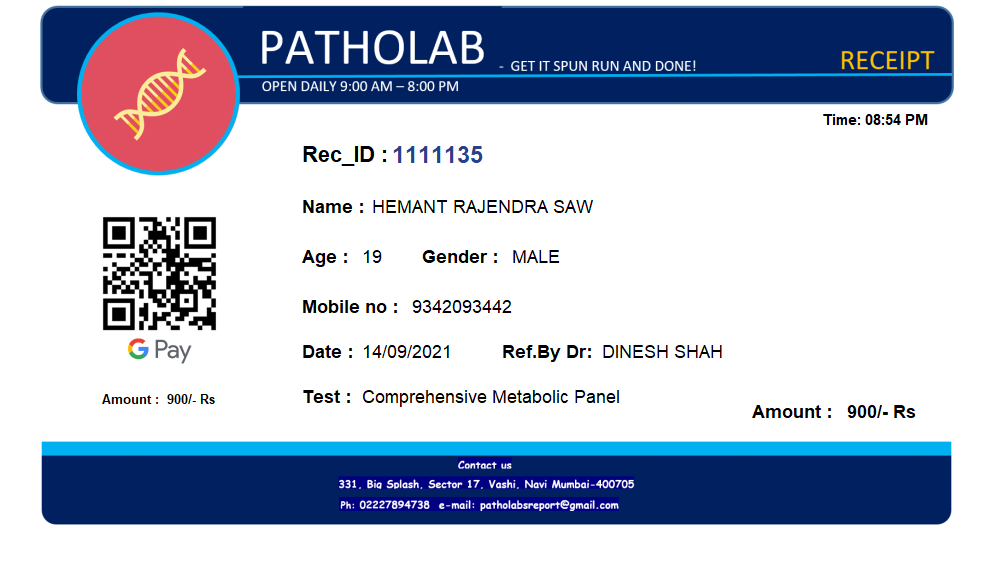 PATHOLAB - GET IT SPUN RUN AND DONE! RECEIPT
OPEN DAILY 9:00 AM – 8:00 PM
Time: 08:54 PM
Rec_ID : 1111135
Name : HEMANT RAJENDRA SAW
Age : 19 Gender : MALE
Mobile no : 9342093442
G Pay
Date : 14/09/2021 Ref.By Dr: DINESH SHAH
Test : Comprehensive Metabolic Panel
Amount : 900/- Rs
Amount : 900/- Rs
Contact us
331, Big Splash, Sector 17, Vashi, Navi Mumbai-400705
Ph: 02227894738 e-mail: patholabsreport@gmail.com